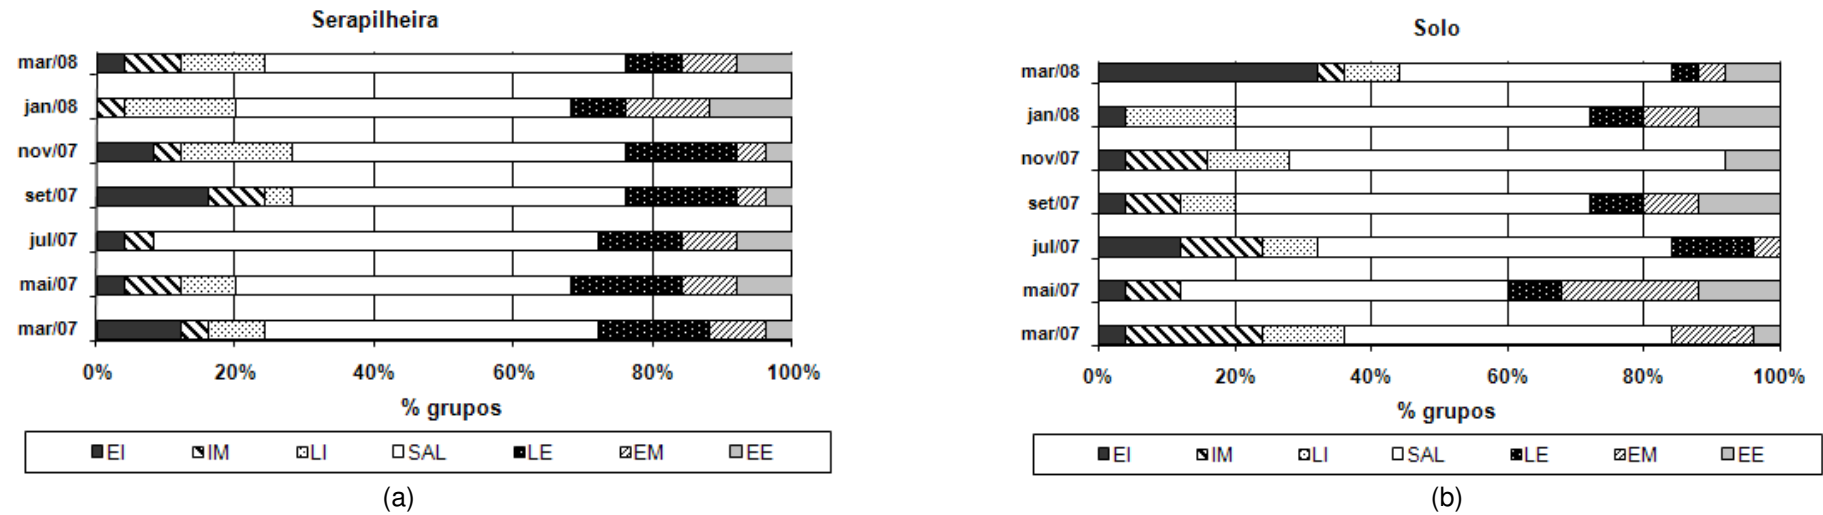 Serapilheira
mar/08
jan/08
nov/07
set/07
jul/07
mai/07
mar/07
0% 20% 40% 60% 80% 100%
% grupos
EI IM LI SAL LE EM EE
(a)
Solo
mar/08
jan/08
nov/07
set/07
jul/07
mai/07
mar/07
0% 20% 40% 60% 80% 100%
% grupos
EI IM LI SAL LE EM EE
(b)